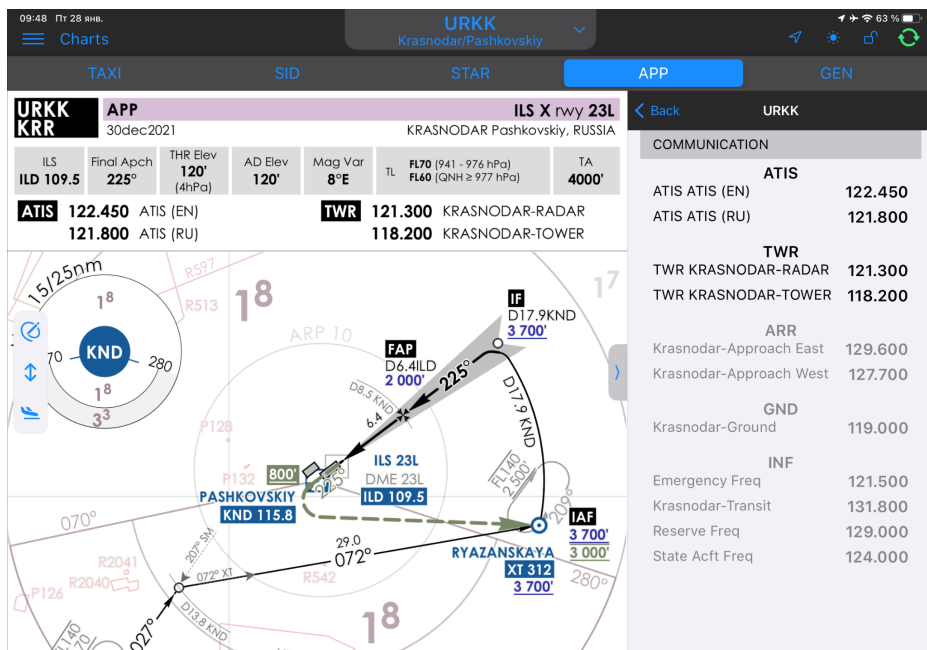 09:48 Пт 28 янв.
63 %
Charts
URKK
Krasnodar/Pashkovskiy
TAXI SID STAR APP GEN
URKK
KRR
APP
30dec2021
ILS X rwy 23L
KRASNODAR Pashkovskiy, RUSSIA
ILS
ILD 109.5
Final Apch
225°
THR Elev
120'
(4hPa)
AD Elev
120'
Mag Var
8°E
TL
FL70 (941 - 976 hPa)
FL60 (QNH ≥ 977 hPa)
TA
4000'
ATIS 122.450 ATIS (EN)
121.800 ATIS (RU)
TWR 121.300 KRASNODAR-RADAR
118.200 KRASNODAR-TOWER
15/25nm
18
70
KND
280
18
33
R597
R513
18
17
ARP 10
IF
D17.9KND
3 700'
FAP
D6.4ILD
2 000'
225°
D8.5 KND
6.4
D17.9 KND
P128
P132
800'
225°
ILS 23L
DME 23L
ILD 109.5
PASHKOVSKIY
KND 115.8
FL140
2 500'
209°
IAF
3 700'
3 000'
RYAZANSKAYA
XT 312
3 700'
070°
29.0
072°
207° SM
072° XT
R2041
R2040
P126
R542
280°
D13.8 KND
18
027°
FL140
Back
URKK
COMMUNICATION
ATIS
ATIS ATIS (EN) 122.450
ATIS ATIS (RU) 121.800
TWR
TWR KRASNODAR-RADAR 121.300
TWR KRASNODAR-TOWER 118.200
ARR
Krasnodar-Approach East 129.600
Krasnodar-Approach West 127.700
GND
Krasnodar-Ground 119.000
INF
Emergency Freq 121.500
Krasnodar-Transit 131.800
Reserve Freq 129.000
State Acft Freq 124.000